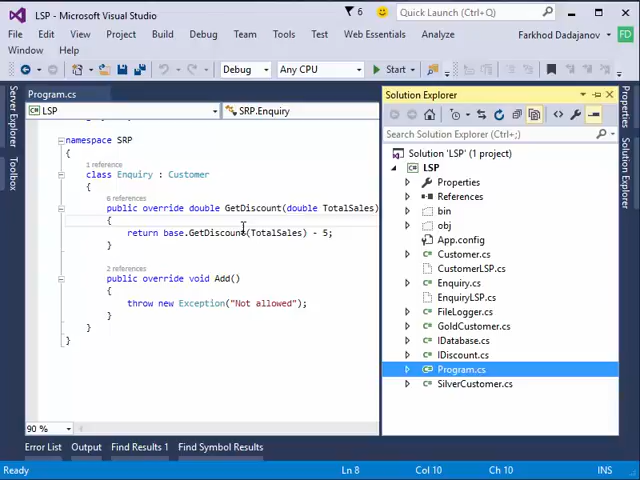 LSP - Microsoft Visual Studio
6
Quick Launch (Ctrl+Q)
File Edit View Project Build Debug Team Tools Test Analyze
Farkhod Dadajanov FD
Window Help
Debug Any CPU Start
Program.cs
LSP SRP.Enquiry
namespace SRP
{
1 reference
class Enquiry : Customer
{
6 references
public override double GetDiscount(double TotalSales)
{
return base.GetDiscount(TotalSales) - 5;
}
2 references
public override void Add()
{
throw new Exception("Not allowed");
}
}
}
90 %
Server Explorer
Toolbox
Solution Explorer
Search Solution Explorer (Ctrl+;)
Solution 'LSP' (1 project)
LSP
Properties
References
bin
obj
App.config
Customer.cs
CustomerLSP.cs
Enquiry.cs
EnquiryLSP.cs
FileLogger.cs
GoldCustomer.cs
IDatabase.cs
IDiscount.cs
Program.cs
SilverCustomer.cs
Properties
Notifications
Error List Output Find Results 1 Find Symbol Results
Ready Ln 8 Col 10 Ch 10 INS